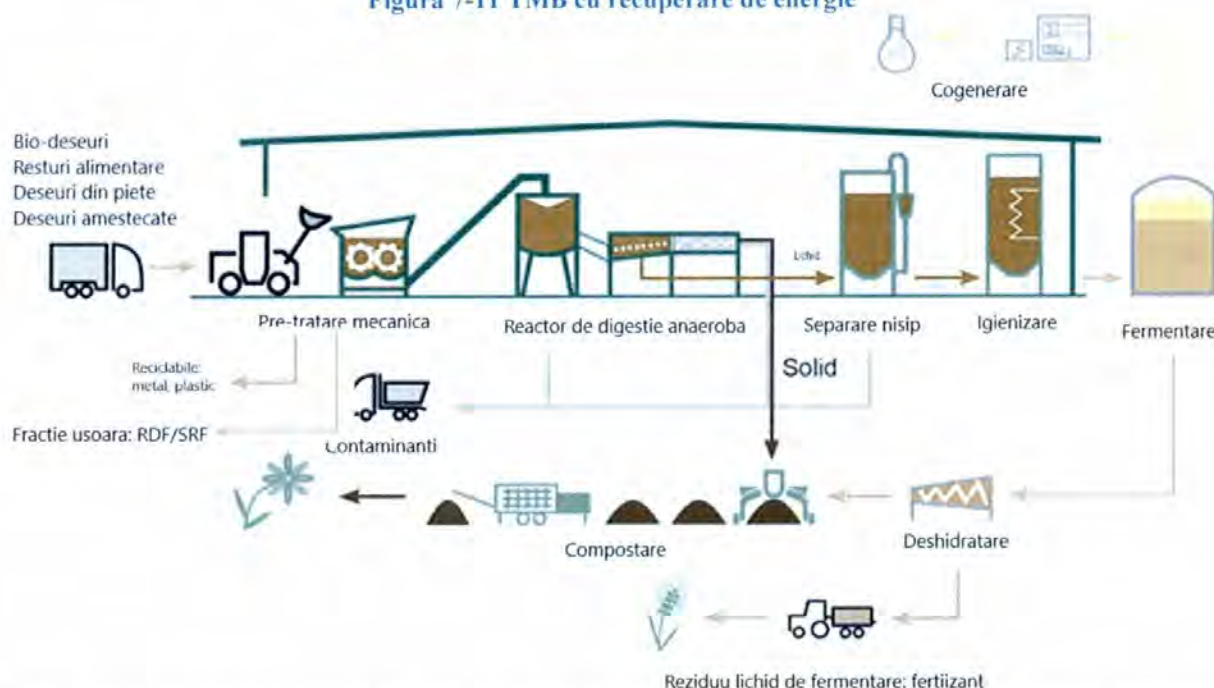 Figura 7-11 TMB cu recuperare de energie
Cogenerare
Bio-deseuri
Resturi alimentare
Deseuri din piete
Deseuri amestecate
Lichid
Pre-tratare mecanica
Reactor de digestie anaeroba
Separare nisip
Igienizare
Fermentare
Reciclabile:
metal, plastic
Solid
Fractie usoara: RDF/SRF
Contaminanti
Compostare
Deshidratare
Reziduu lichid de fermentare: fertiizant